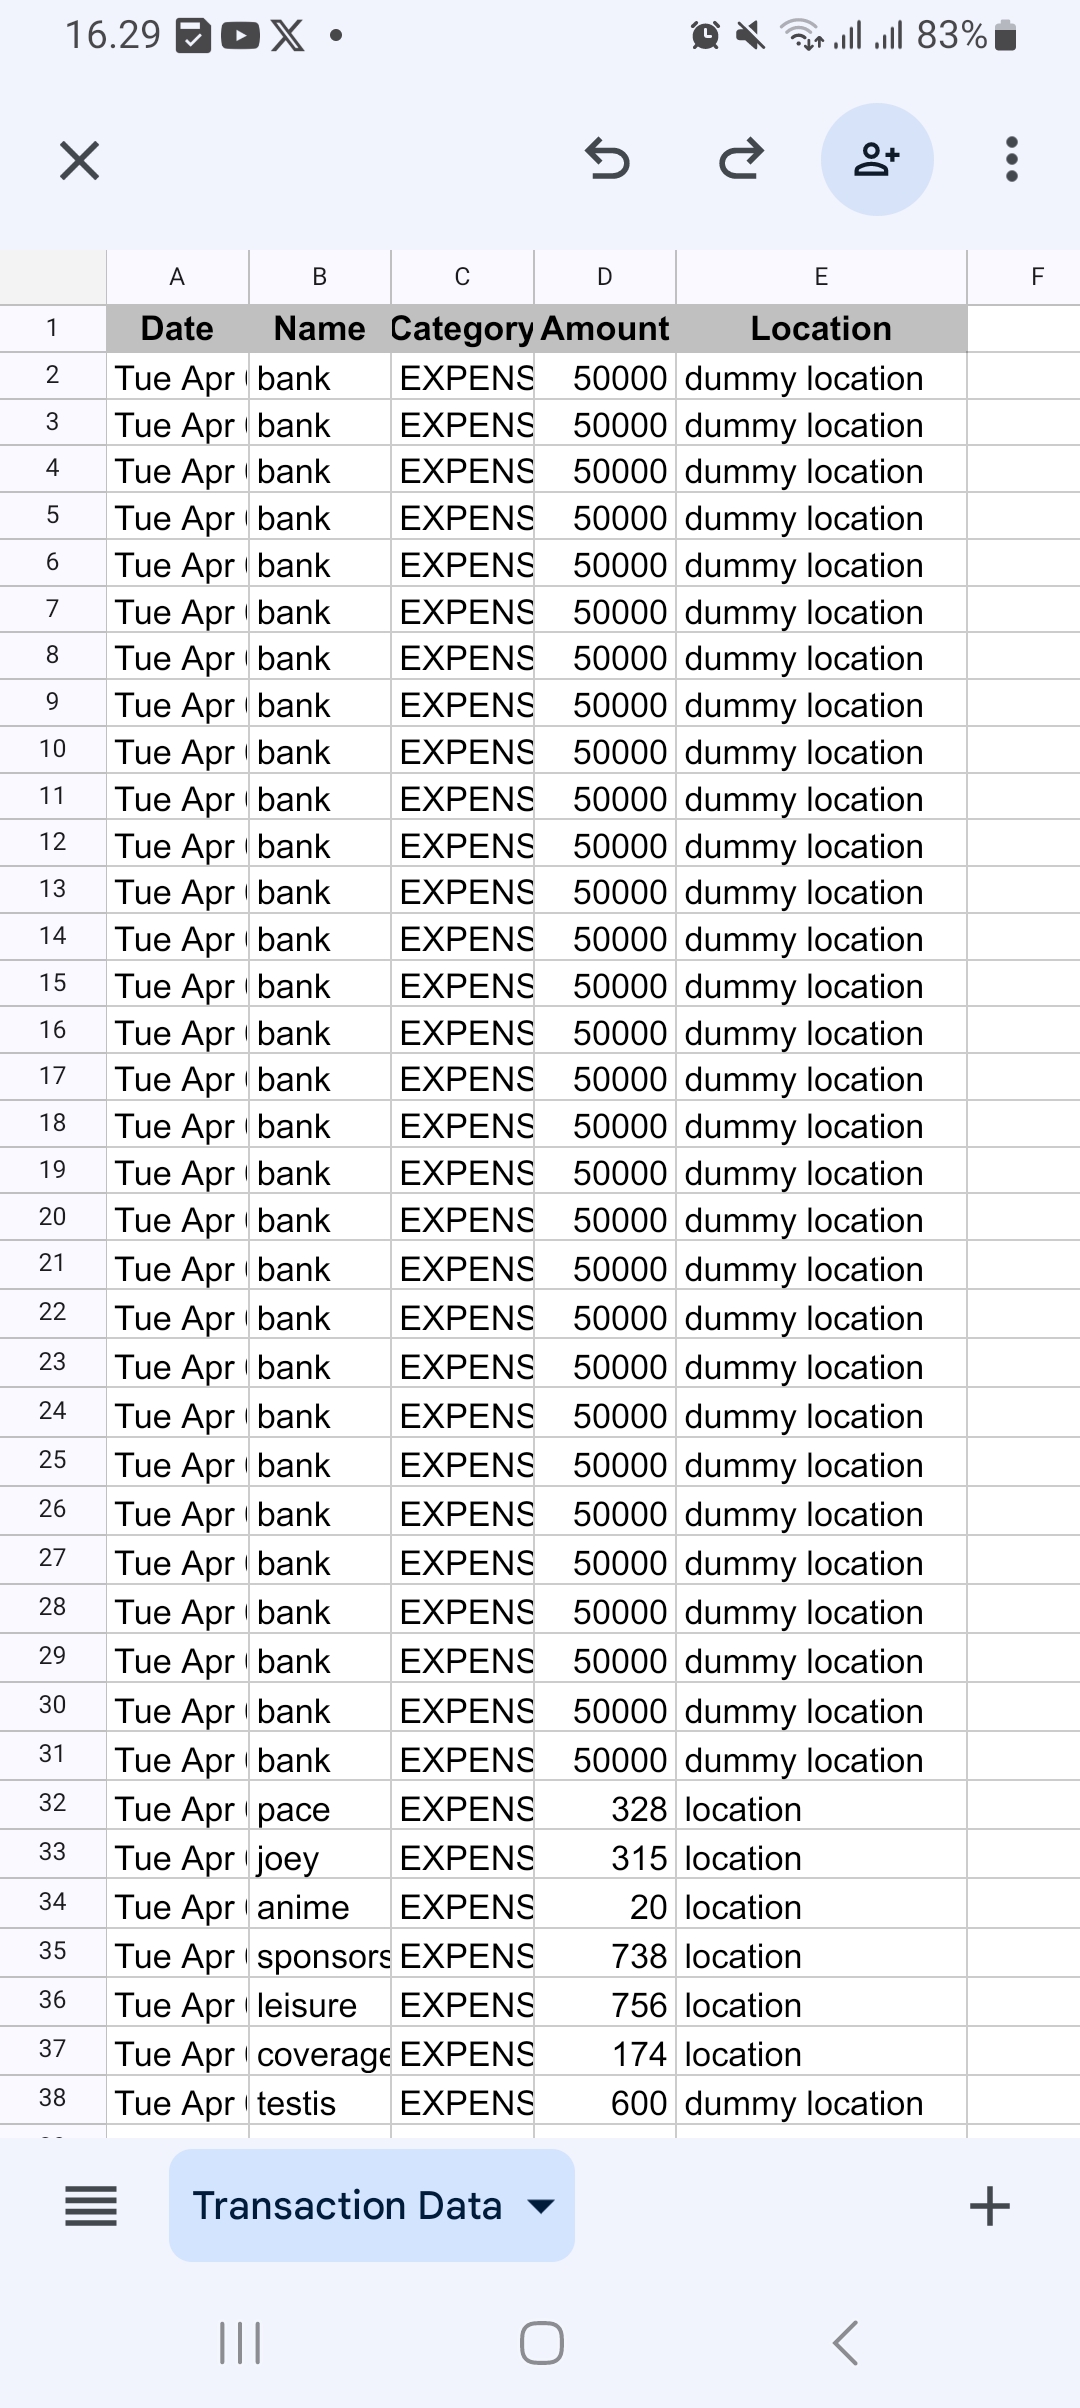 16.29 83%
A B C D E F
1 Date Name Category Amount Location
2 Tue Apr bank EXPENS 50000 dummy location
3 Tue Apr bank EXPENS 50000 dummy location
4 Tue Apr bank EXPENS 50000 dummy location
5 Tue Apr bank EXPENS 50000 dummy location
6 Tue Apr bank EXPENS 50000 dummy location
7 Tue Apr bank EXPENS 50000 dummy location
8 Tue Apr bank EXPENS 50000 dummy location
9 Tue Apr bank EXPENS 50000 dummy location
10 Tue Apr bank EXPENS 50000 dummy location
11 Tue Apr bank EXPENS 50000 dummy location
12 Tue Apr bank EXPENS 50000 dummy location
13 Tue Apr bank EXPENS 50000 dummy location
14 Tue Apr bank EXPENS 50000 dummy location
15 Tue Apr bank EXPENS 50000 dummy location
16 Tue Apr bank EXPENS 50000 dummy location
17 Tue Apr bank EXPENS 50000 dummy location
18 Tue Apr bank EXPENS 50000 dummy location
19 Tue Apr bank EXPENS 50000 dummy location
20 Tue Apr bank EXPENS 50000 dummy location
21 Tue Apr bank EXPENS 50000 dummy location
22 Tue Apr bank EXPENS 50000 dummy location
23 Tue Apr bank EXPENS 50000 dummy location
24 Tue Apr bank EXPENS 50000 dummy location
25 Tue Apr bank EXPENS 50000 dummy location
26 Tue Apr bank EXPENS 50000 dummy location
27 Tue Apr bank EXPENS 50000 dummy location
28 Tue Apr bank EXPENS 50000 dummy location
29 Tue Apr bank EXPENS 50000 dummy location
30 Tue Apr bank EXPENS 50000 dummy location
31 Tue Apr bank EXPENS 50000 dummy location
32 Tue Apr pace EXPENS 328 location
33 Tue Apr joey EXPENS 315 location
34 Tue Apr anime EXPENS 20 location
35 Tue Apr sponsors EXPENS 738 location
36 Tue Apr leisure EXPENS 756 location
37 Tue Apr coverage EXPENS 174 location
38 Tue Apr testis EXPENS 600 dummy location
Transaction Data